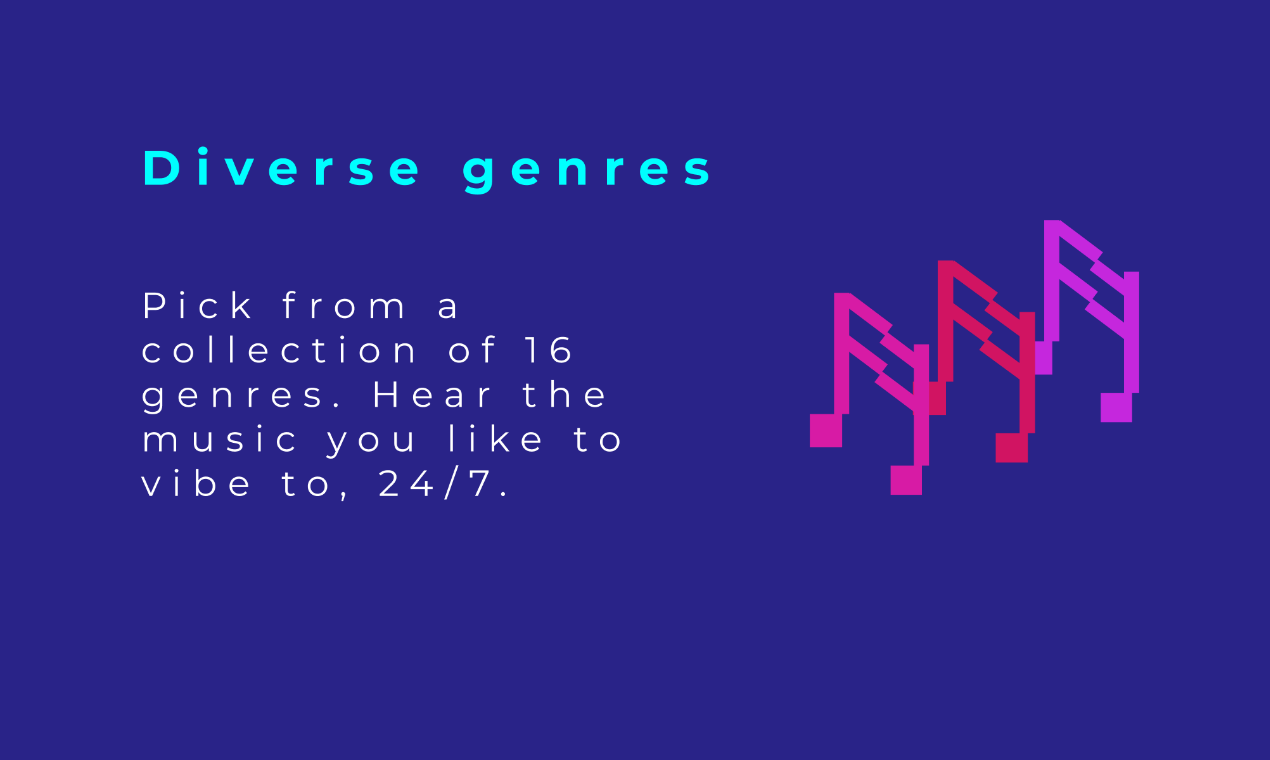 Diverse genres
Pick from a
collection of 16
genres. Hear the
music you like to
vibe to, 24/7.